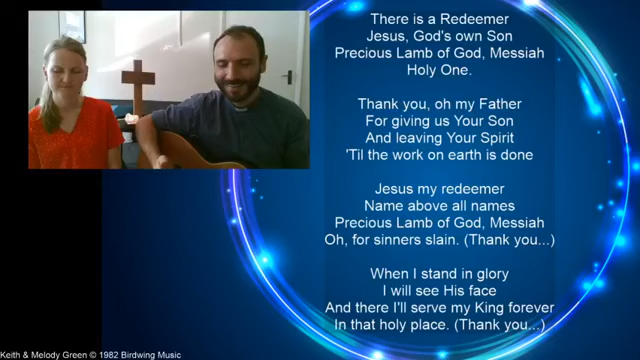 There is a Redeemer
Jesus, God's own Son
Precious Lamb of God, Messiah
Holy One.
Thank you, oh my Father
For giving us Your Son
And leaving Your Spirit
'Til the work on earth is done
Jesus my redeemer
Name above all names
Precious Lamb of God, Messiah
Oh, for sinners slain. (Thank you...)
When I stand in glory
I will see His face
And there I'll serve my King forever
In that holy place. (Thank you...)
Keith & Melody Green © 1982 Birdwing Music